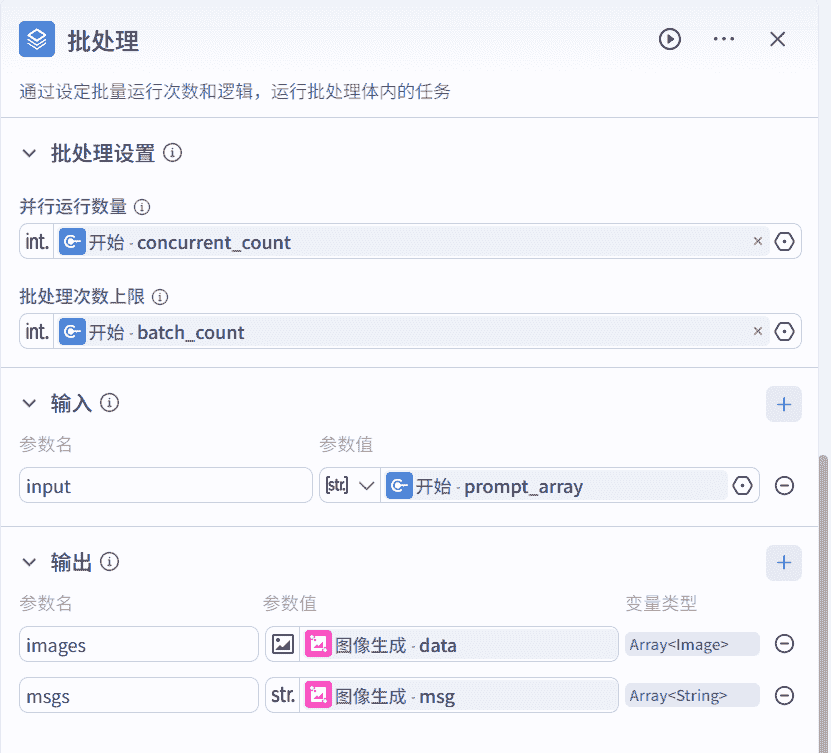 批处理
通过设定批量运行次数和逻辑，运行批处理体内的任务
批处理设置
并行运行数量
int. 开始 - concurrent_count
批处理次数上限
int. 开始 - batch_count
输入
参数名 参数值
input [str.] 开始 - prompt_array
输出
参数名 参数值 变量类型
images 图像生成 - data Array<Image>
msgs str. 图像生成 - msg Array<String>